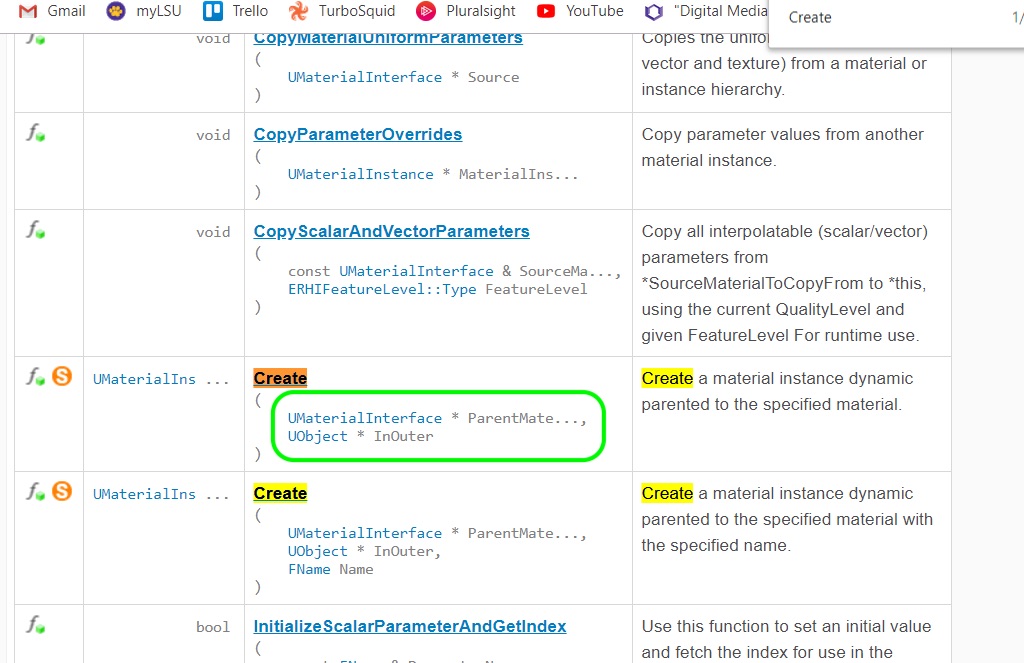 Gmail myLSU Trello TurboSquid Pluralsight YouTube "Digital Media
Create 1/
void CopyMaterialUniformParameters
(
UMaterialInterface * Source
)
Copies the unifor
vector and texture) from a material or
instance hierarchy.
void CopyParameterOverrides
(
UMaterialInstance * MaterialIns...
)
Copy parameter values from another
material instance.
void CopyScalarAndVectorParameters
(
const UMaterialInterface & SourceMa...,
ERHIFeatureLevel::Type FeatureLevel
)
Copy all interpolatable (scalar/vector)
parameters from
*SourceMaterialToCopyFrom to *this,
using the current QualityLevel and
given FeatureLevel For runtime use.
S UMaterialIns ... Create
(
UMaterialInterface * ParentMate...,
UObject * InOuter
)
Create a material instance dynamic
parented to the specified material.
S UMaterialIns ... Create
(
UMaterialInterface * ParentMate...,
UObject * InOuter,
FName Name
)
Create a material instance dynamic
parented to the specified material with
the specified name.
bool InitializeScalarParameterAndGetIndex
(
Use this function to set an initial value
and fetch the index for use in the